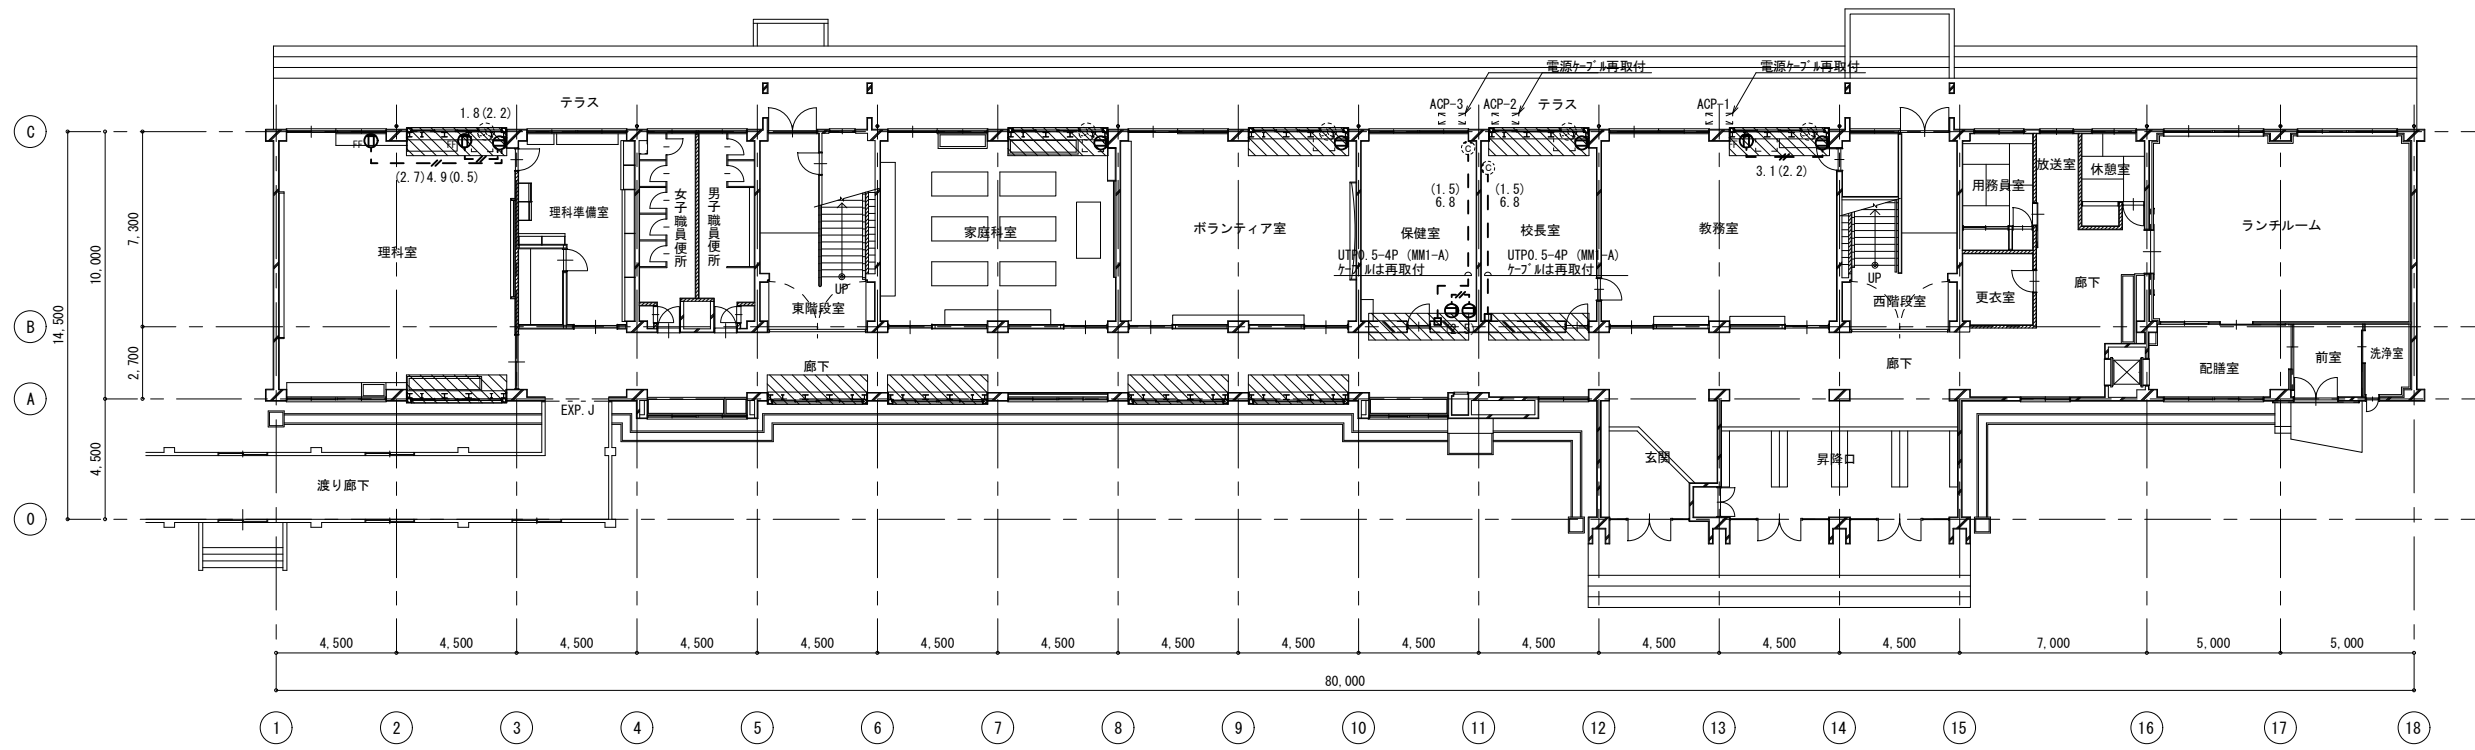 電源ケーブル再取付
電源ケーブル再取付
テラス
ACP-3
ACP-2
テラス
ACP-1
1.8(2.2)
C
FF
FF
(2.7)4.9(0.5)
C
C
3.1(2.2)
放送室
休憩室
用務員室
(1.5)
6.8
(1.5)
6.8
7,300
10,000
14,500
理科準備室
女子職員便所
男子職員便所
理科室
家庭科室
ボランティア室
保健室
校長室
教務室
ランチルーム
UTP0.5-4P (MM1-A)
ケーブルは再取付
UTP0.5-4P (MM1-A)
ケーブルは再取付
UP
UP
廊下
東階段室
西階段室
更衣室
B
2,700
廊下
廊下
配膳室
前室
洗浄室
A
EXP.J
4,500
渡り廊下
玄関
昇降口
0
4,500
4,500
4,500
4,500
4,500
4,500
4,500
4,500
4,500
4,500
4,500
4,500
4,500
4,500
7,000
5,000
5,000
80,000
1
2
3
4
5
6
7
8
9
10
11
12
13
14
15
16
17
18